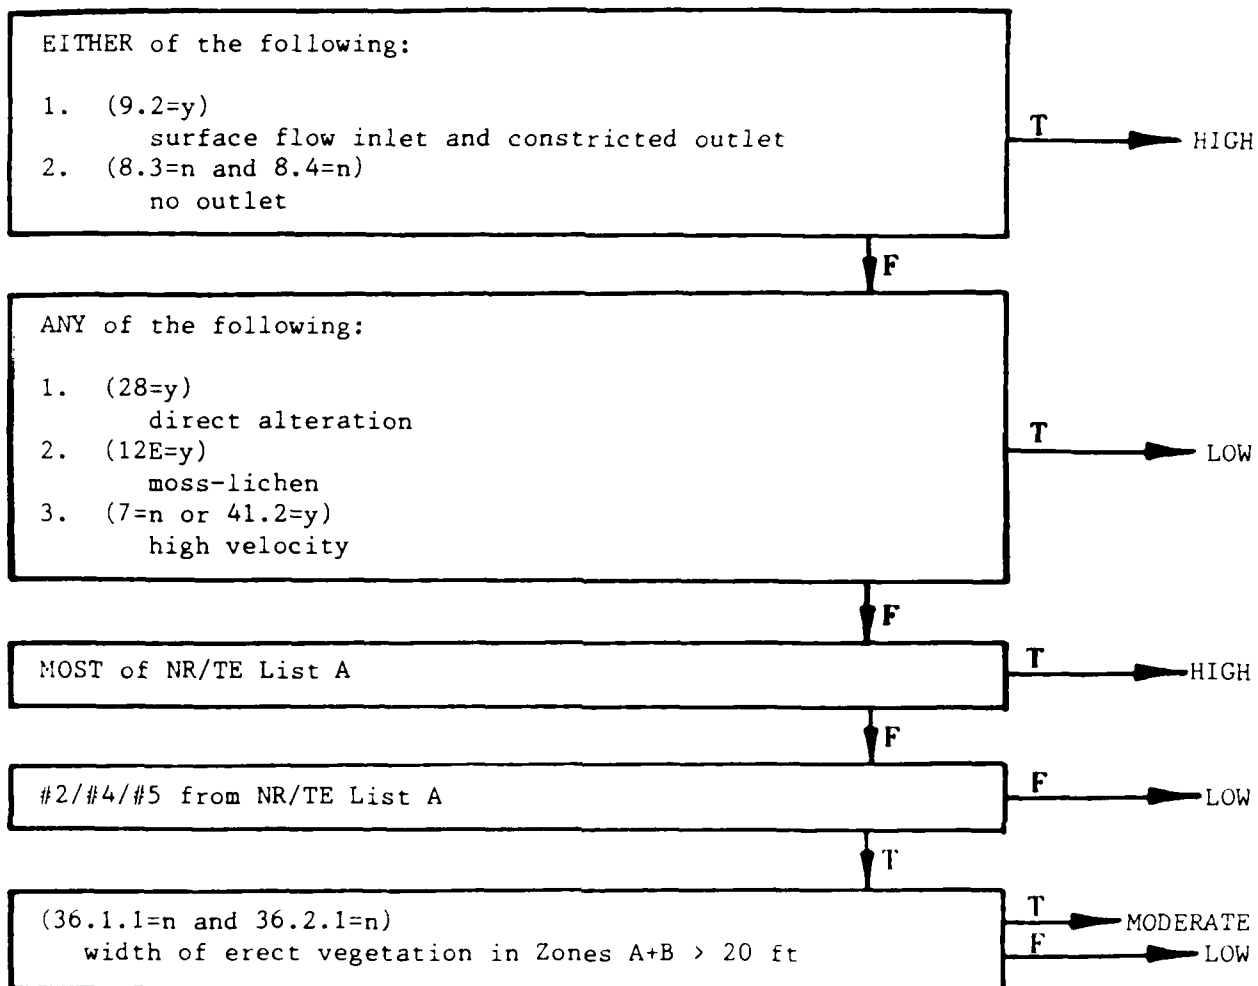 EITHER of the following:
1. (9.2=y)
surface flow inlet and constricted outlet
2. (8.3=n and 8.4=n)
no outlet
T
HIGH
F
ANY of the following:
1. (28=y)
direct alteration
2. (12E=y)
moss-lichen
3. (7=n or 41.2=y)
high velocity
T
LOW
F
MOST of NR/TE List A
T
HIGH
F
#2/#4/#5 from NR/TE List A
F
LOW
T
(36.1.1=n and 36.2.1=n)
width of erect vegetation in Zones A+B > 20 ft
T
MODERATE
F
LOW